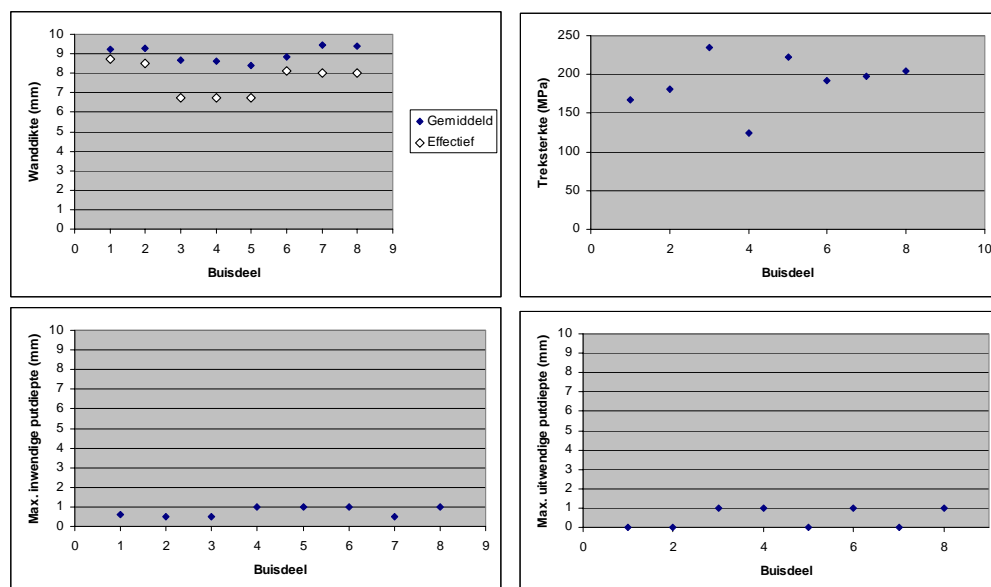 Wanddikte (mm)
10
9
8
7
6
5
4
3
2
1
0
0 1 2 3 4 5 6 7 8 9
Buisdeel
Gemiddeld
Effectief
Treksterkte (MPa)
250
200
150
100
50
0
0 2 4 6 8 10
Buisdeel
Max. inwendige putdiepte (mm)
10
9
8
7
6
5
4
3
2
1
0
0 1 2 3 4 5 6 7 8 9
Buisdeel
Max. uitwendige putdiepte (mm)
10
9
8
7
6
5
4
3
2
1
0
0 2 4 6 8
Buisdeel